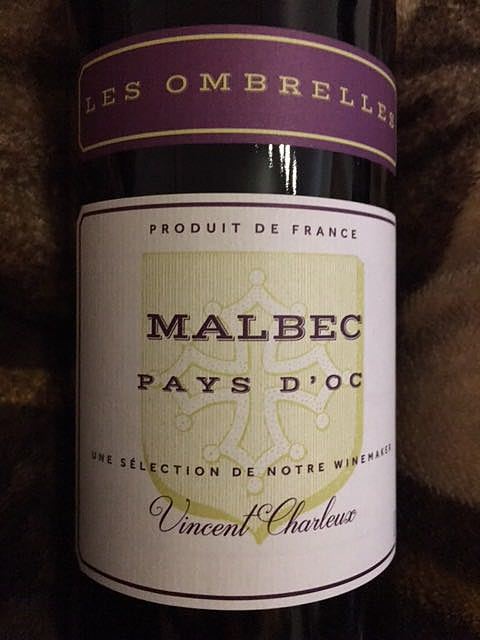 LES OMBRELLES
PRODUIT DE FRANCE
MALBEC
PAYS D'OC
UNE SÉLECTION DE NOTRE WINEMAKER
Vincent Charleux